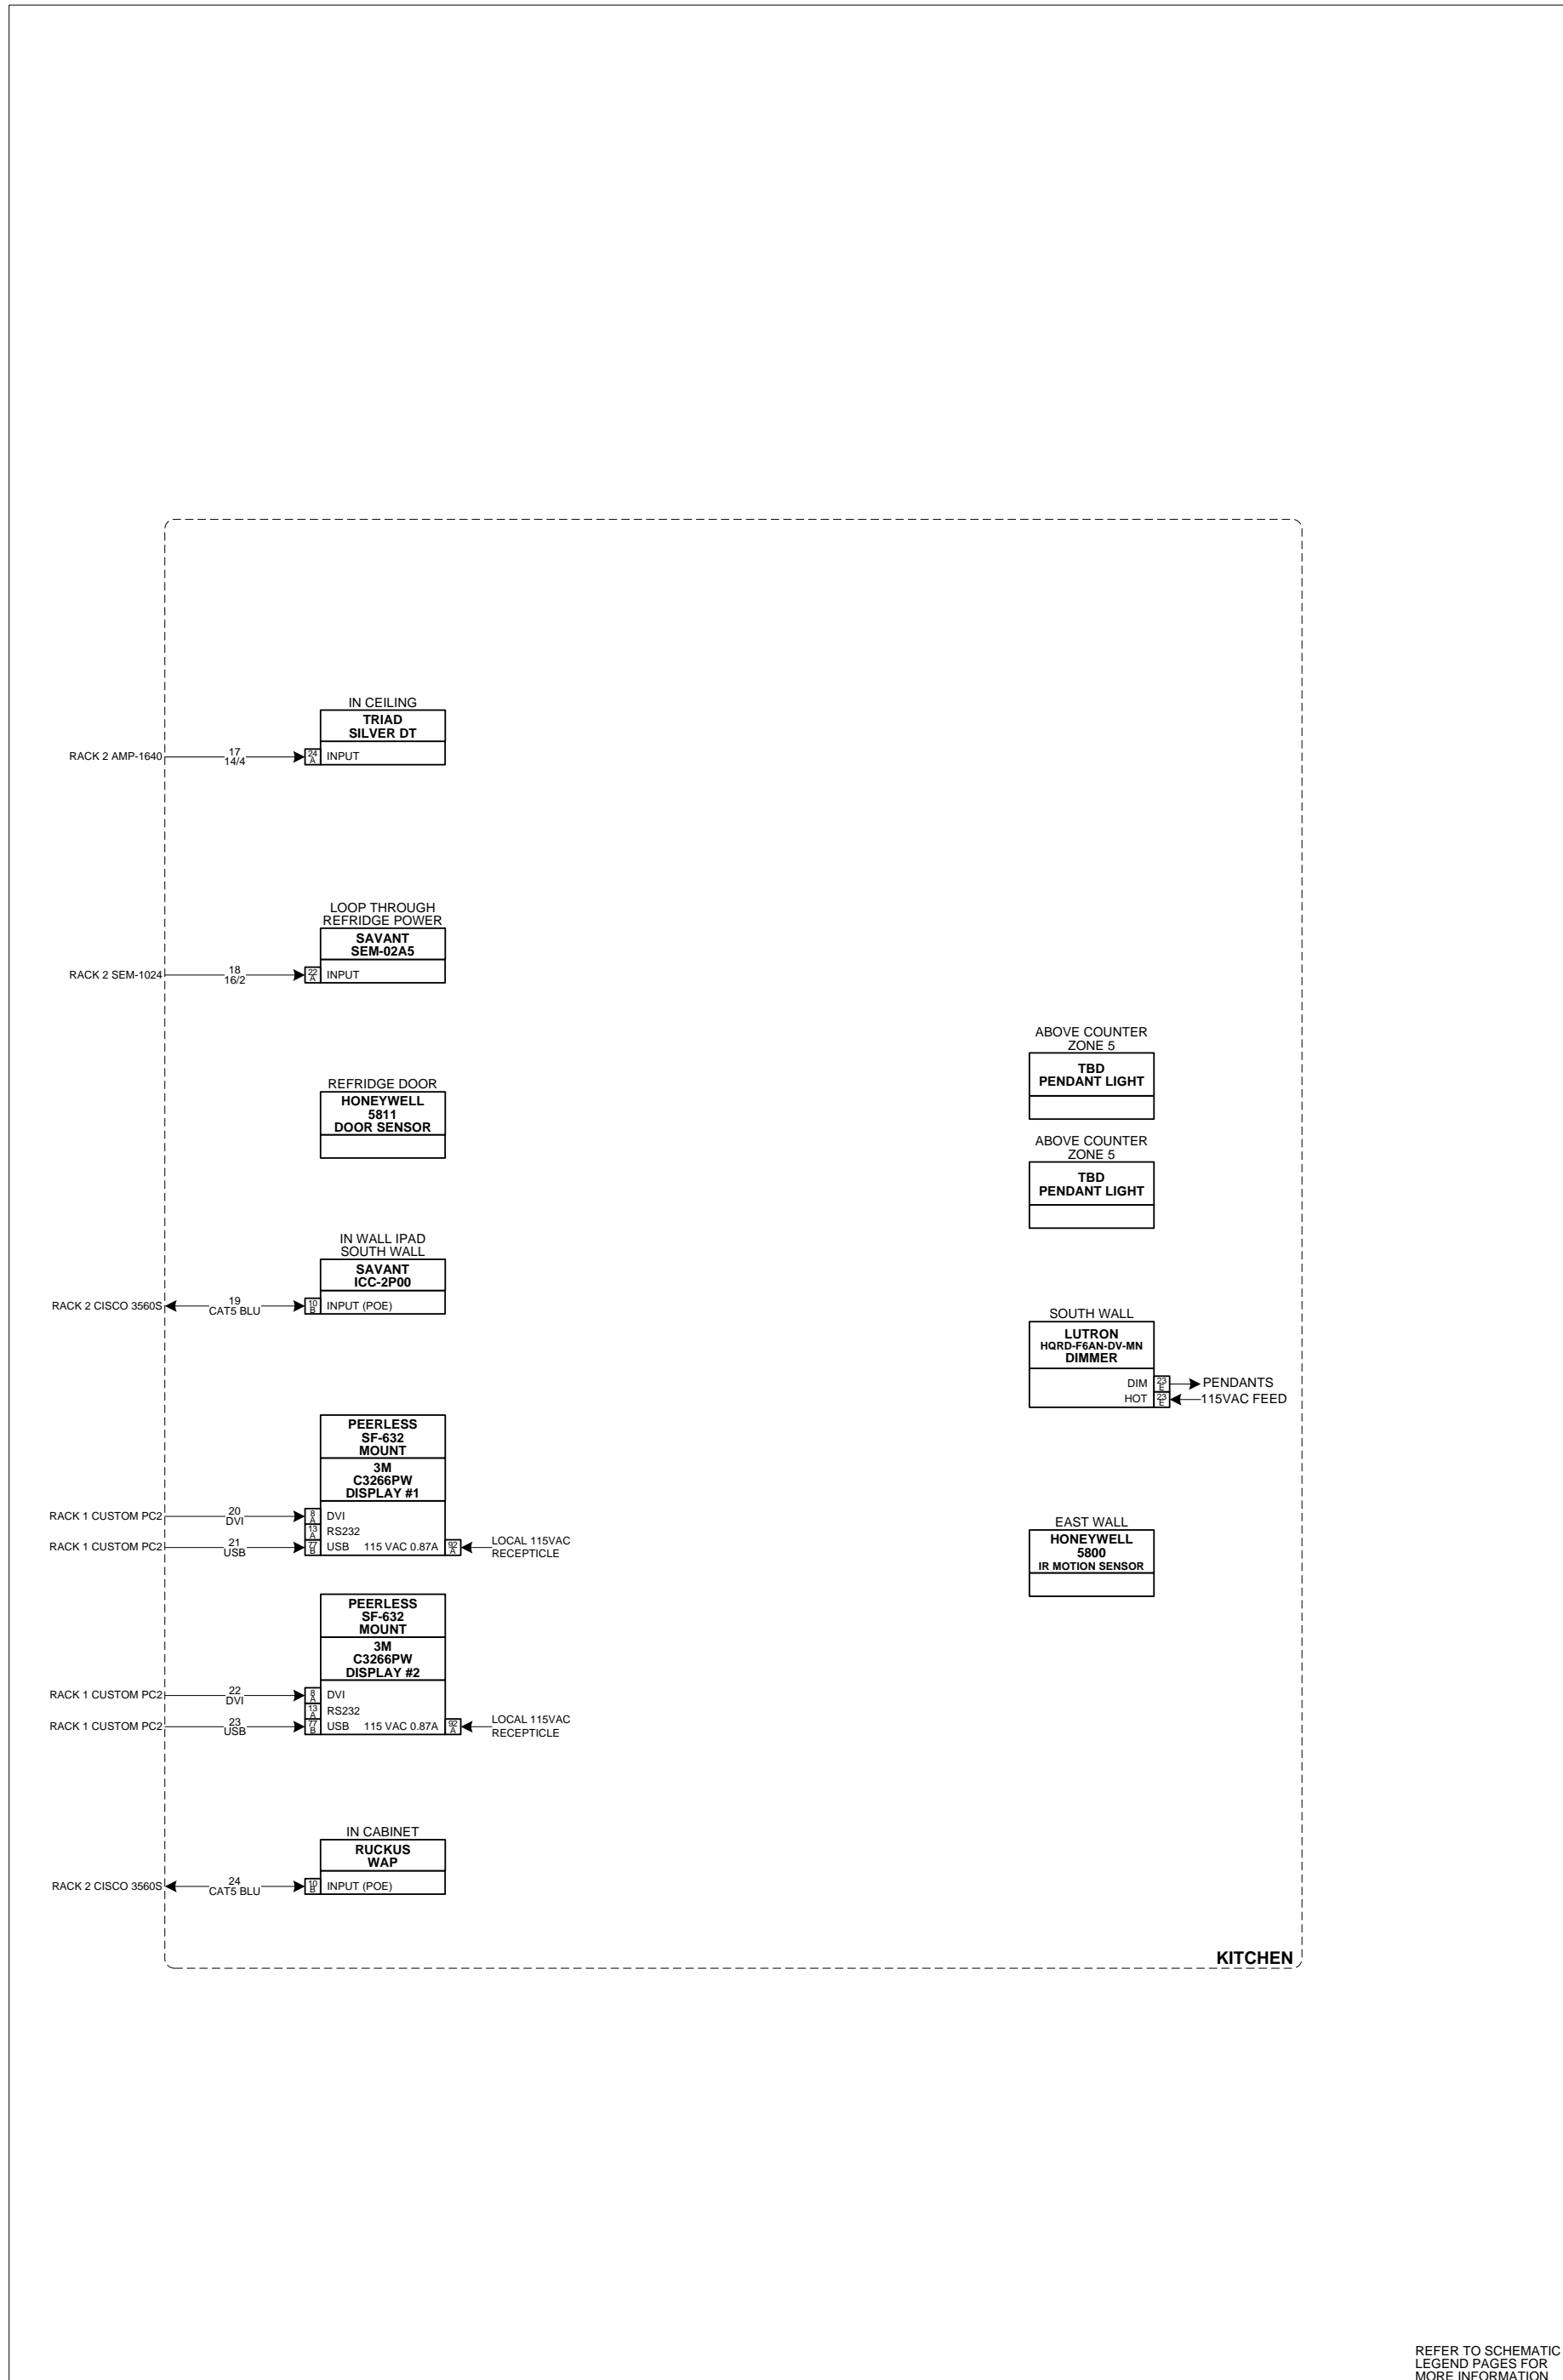 IN CEILING
TRIAD
SILVER DT
RACK 2 AMP-1640
17
14/4
24
A
INPUT
LOOP THROUGH
REFRIDGE POWER
SAVANT
SEM-02A5
RACK 2 SEM-1024
18
16/2
22
A
INPUT
REFRIDGE DOOR
HONEYWELL
5811
DOOR SENSOR
IN WALL IPAD
SOUTH WALL
SAVANT
ICC-2P00
RACK 2 CISCO 3560S
19
CAT5 BLU
10
B
INPUT (POE)
PEERLESS
SF-632
MOUNT
3M
C3266PW
DISPLAY #1
RACK 1 CUSTOM PC2
20
DVI
8
A
DVI
13
A
RS232
RACK 1 CUSTOM PC2
21
USB
77
B
USB 115 VAC 0.87A
92
A
LOCAL 115VAC
RECEPTICLE
PEERLESS
SF-632
MOUNT
3M
C3266PW
DISPLAY #2
RACK 1 CUSTOM PC2
22
DVI
8
A
DVI
13
A
RS232
RACK 1 CUSTOM PC2
23
USB
77
B
USB 115 VAC 0.87A
92
A
LOCAL 115VAC
RECEPTICLE
IN CABINET
RUCKUS
WAP
RACK 2 CISCO 3560S
24
CAT5 BLU
10
B
INPUT (POE)
ABOVE COUNTER
ZONE 5
TBD
PENDANT LIGHT
ABOVE COUNTER
ZONE 5
TBD
PENDANT LIGHT
SOUTH WALL
LUTRON
HQRD-F6AN-DV-MN
DIMMER
DIM
23
E
PENDANTS
HOT
23
E
115VAC FEED
EAST WALL
HONEYWELL
5800
IR MOTION SENSOR
KITCHEN
REFER TO SCHEMATIC
LEGEND PAGES FOR
MORE INFORMATION